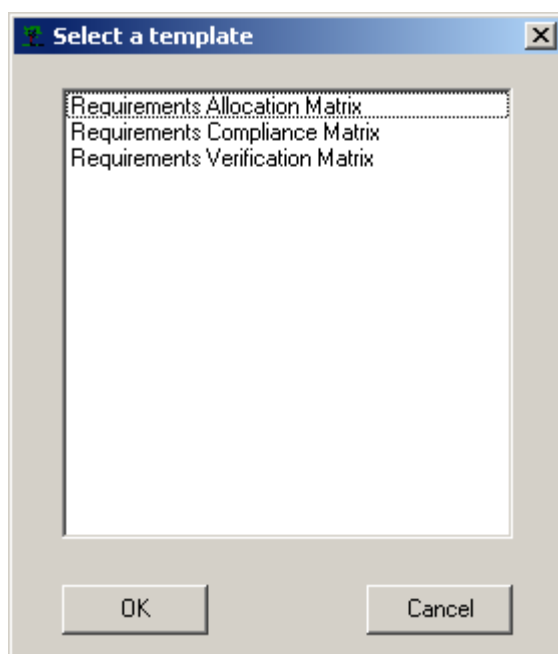 Select a template
Requirements Allocation Matrix
Requirements Compliance Matrix
Requirements Verification Matrix
OK
Cancel